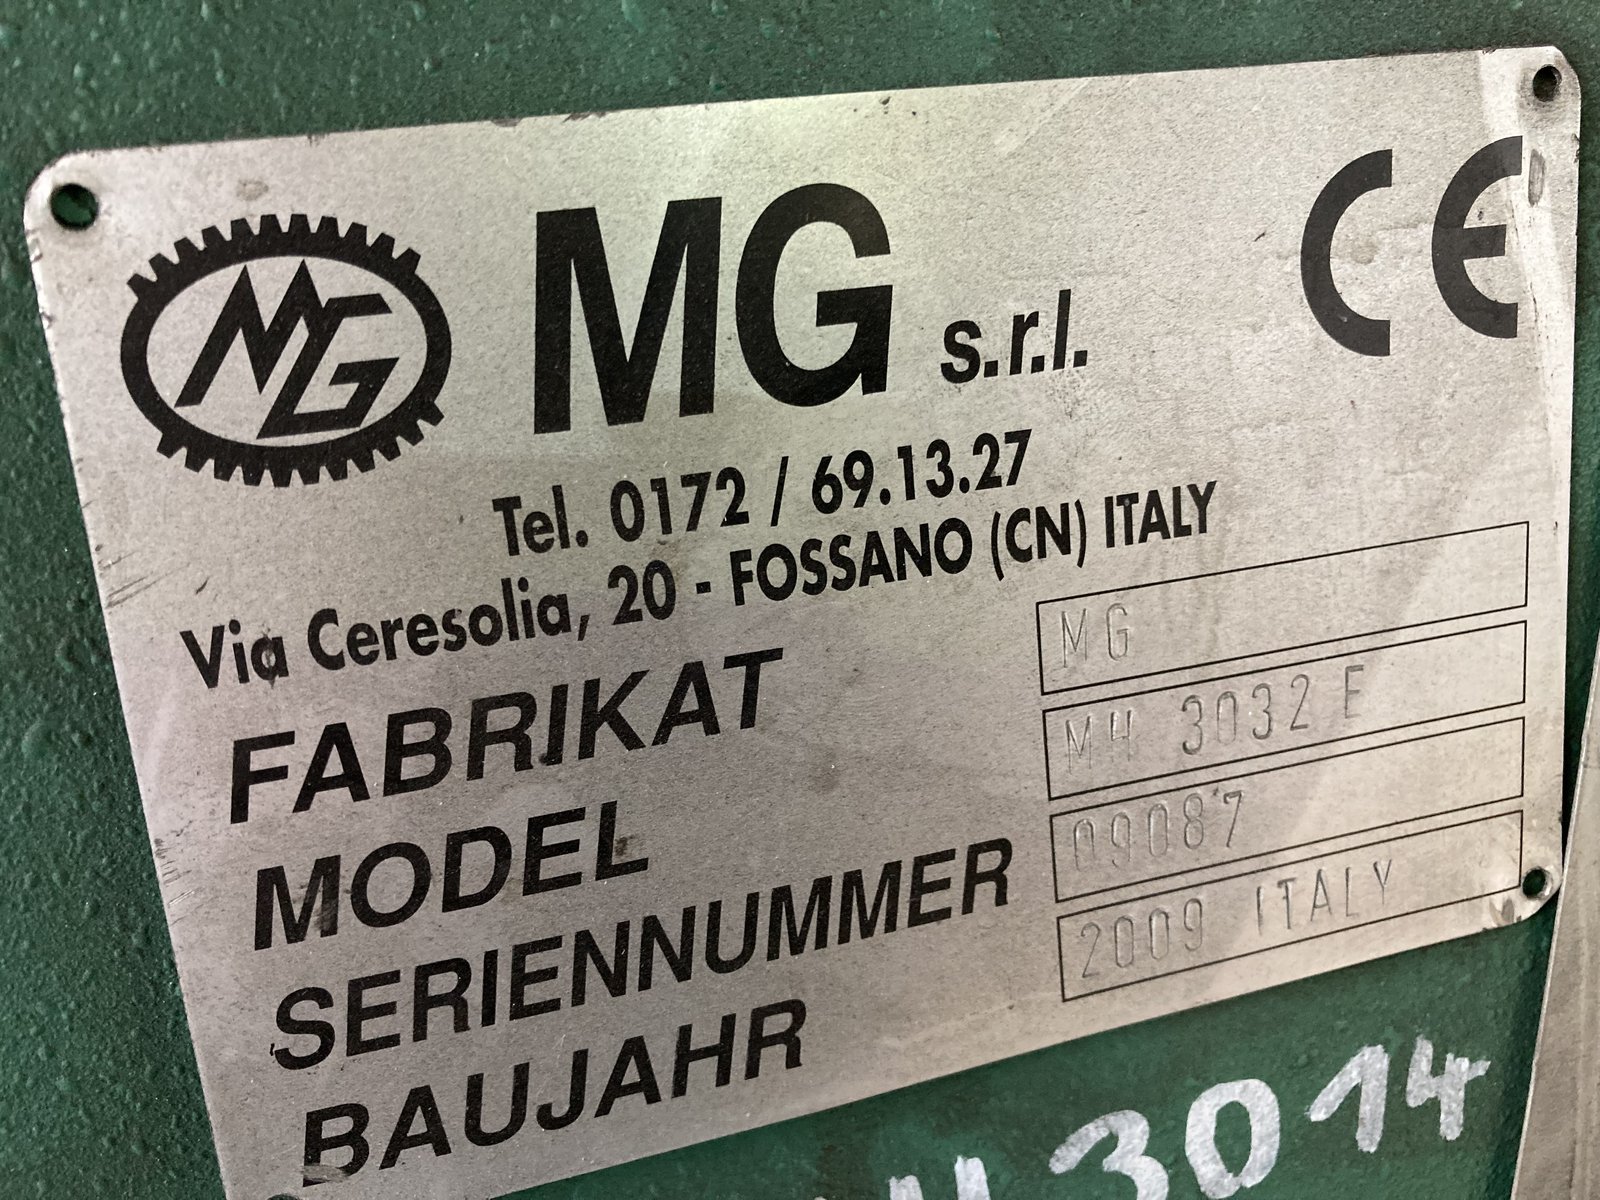 MG
MG s.r.l.
CE
Tel. 0172 / 69.13.27
Via Ceresolia, 20 - FOSSANO (CN) ITALY
FABRIKAT MG
MODEL MH 3032 E
SERIENNUMMER 09087
BAUJAHR 2009 ITALY
3014